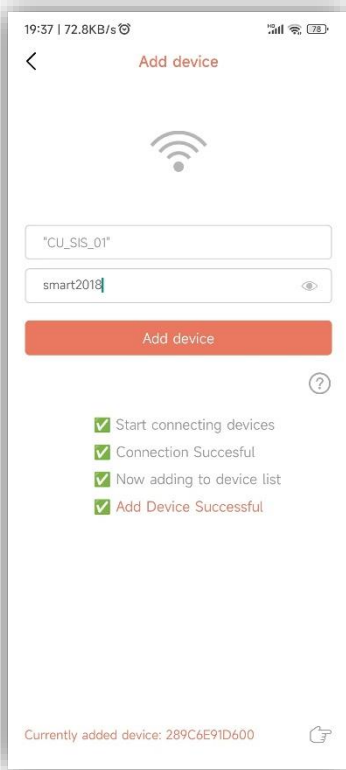 19:37 | 72.8KB/s 78
Add device
"CU_SIS_01"
smart2018
Add device
?
Start connecting devices
Connection Succesful
Now adding to device list
Add Device Successful
Currently added device: 289C6E91D600